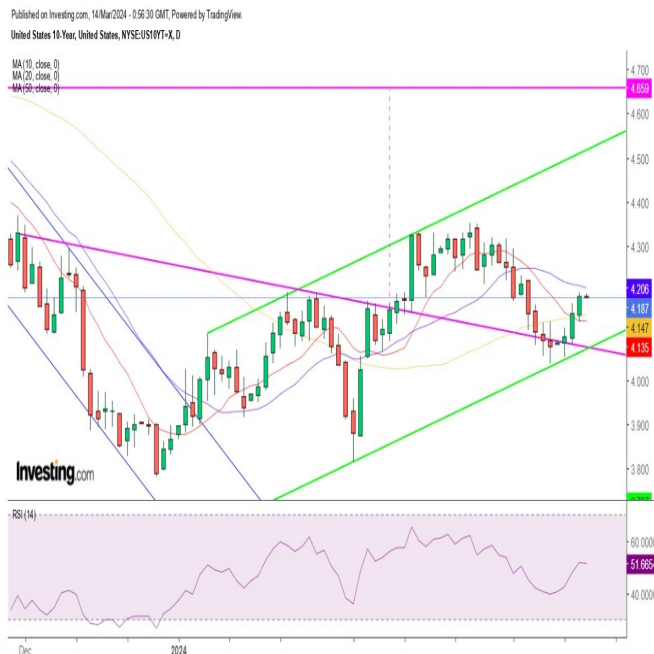 Published on Investing.com, 14/Mar/2024 - 0:56:30 GMT, Powered by TradingView.
United States 10-Year, United States, NYSE:US10YT=X, D
MA (10, close, 0)
MA (20, close, 0)
MA (50, close, 0)
4.700
4.659
4.500
4.400
4.300
4.206
4.187
4.147
4.135
4.000
3.900
3.800
Investing.com
RSI (14)
60.0000
51.6654
40.0000
Dec
2024